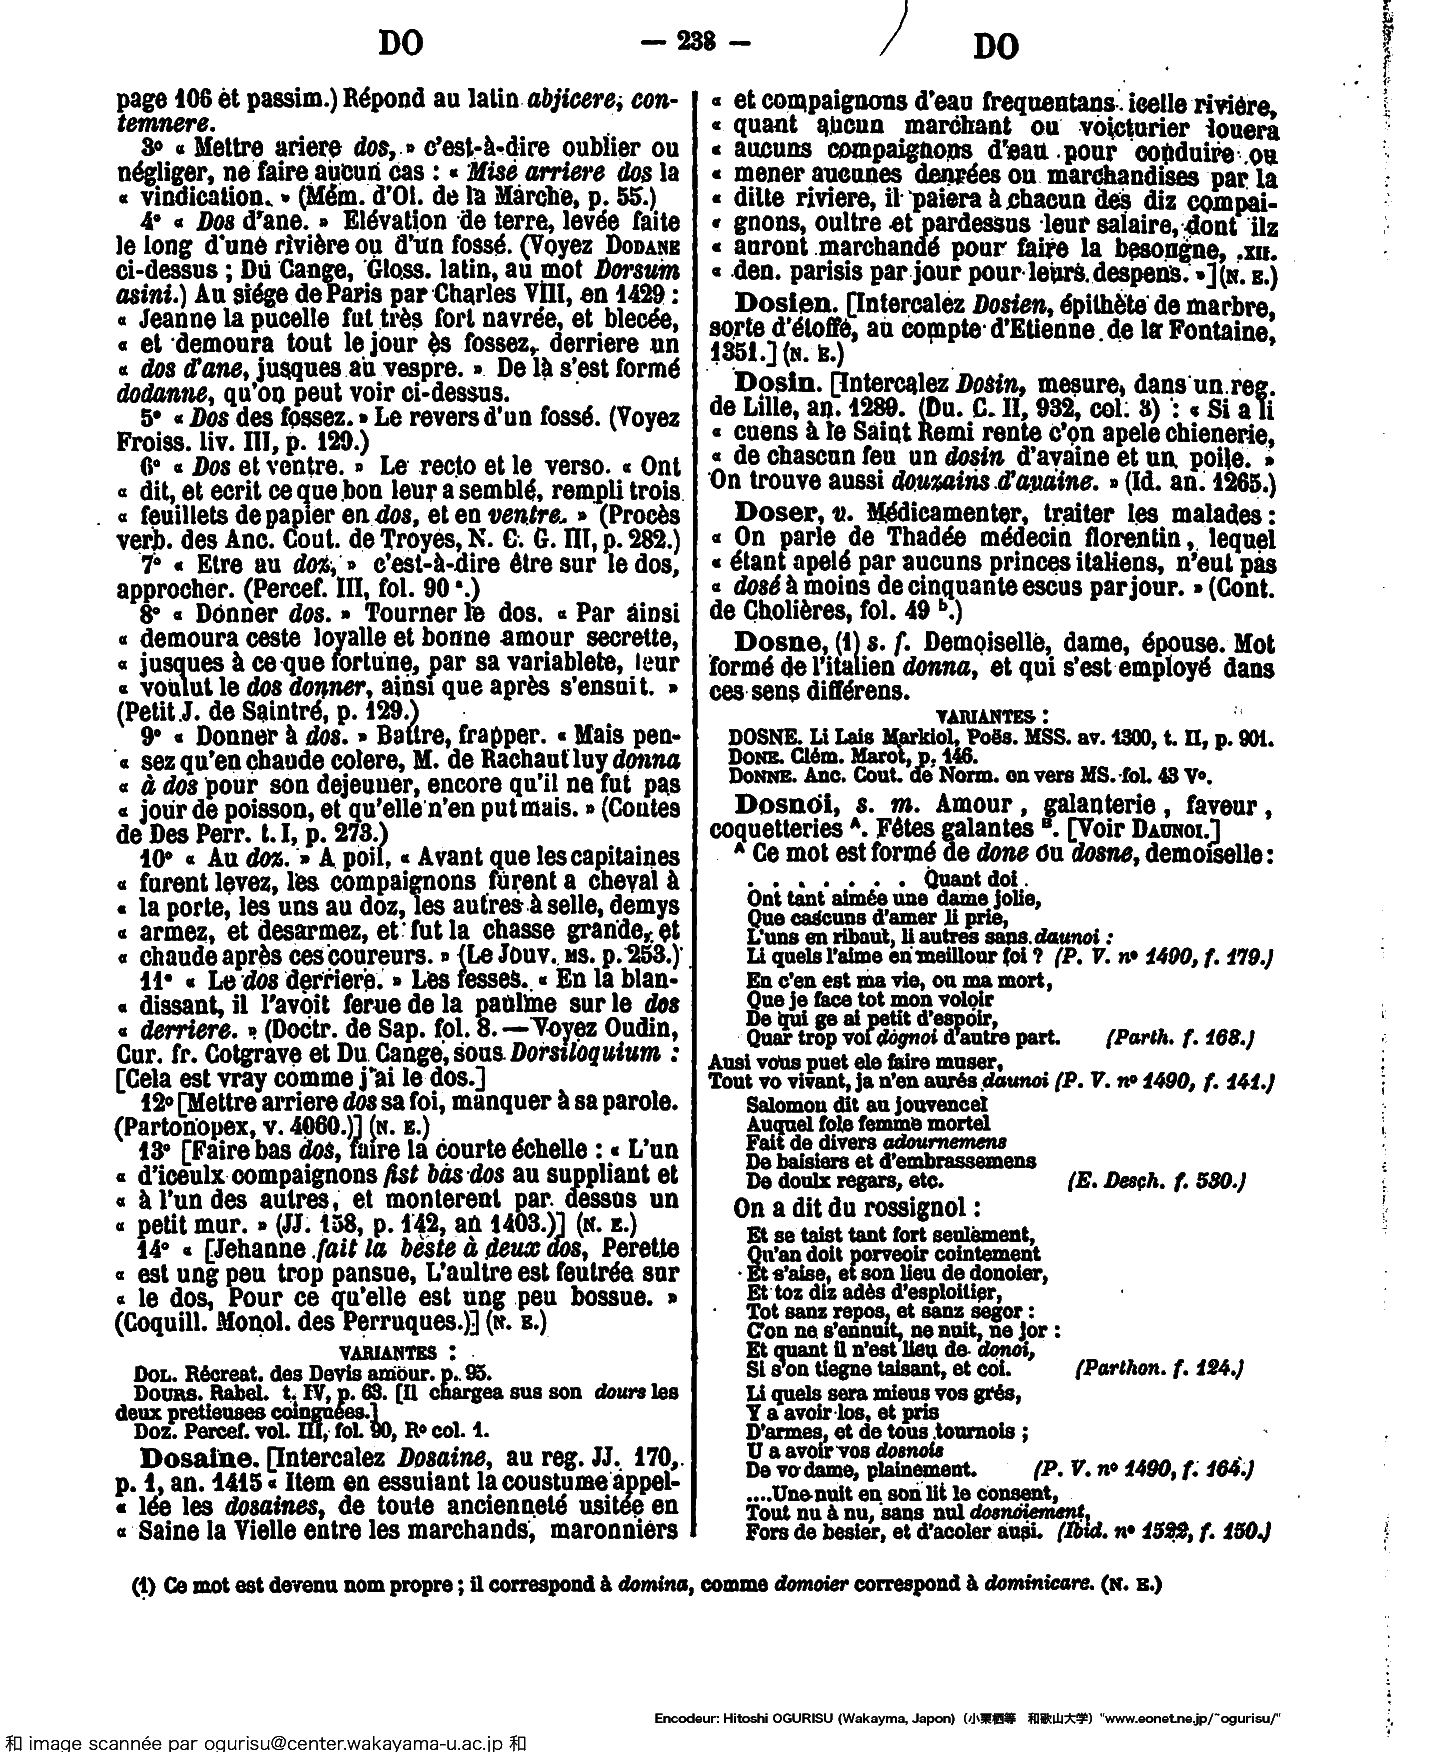 DO — 238 — DO
page 106 et passim.) Répond au latin abjicere, con-
temnere.
3º « Mettre ariere dos, » c'est-à-dire oublier ou
négliger, ne faire aucun cas : « Mise arriere dos la
« vindication. » (Mém. d'Ol. de la Marche, p. 55.)
4º « Dos d'ane. » Elévation de terre, levée faite
le long d'une rivière ou d'un fossé. (Voyez DODANE
ci-dessus ; Du Cange, Gloss. latin, au mot Dorsum
asini.) Au siége de Paris par Charles VIII, en 1429 :
« Jeanne la pucelle fut très fort navrée, et blecée,
« et demoura tout le jour ès fossez, derriere un
« dos d'ane, jusques au vespre. » De là s'est formé
dodanne, qu'on peut voir ci-dessus.
5º « Dos des fossez. » Le revers d'un fossé. (Voyez
Froiss. liv. III, p. 129.)
6º « Dos et ventre. » Le recto et le verso. « Ont
« dit, et ecrit ce que bon leur a semblé, rempli trois
« feuillets de papier en dos, et en ventre. » (Procès
verb. des Anc. Cout. de Troyes, N. C. G. III, p. 282.)
7º « Etre au doz, » c'est-à-dire être sur le dos,
approcher. (Percef. III, fol. 90 ª.)
8º « Donner dos. » Tourner le dos. « Par ainsi
« demoura ceste loyalle et bonne amour secrette,
« jusques à ce que fortune, par sa variablete, leur
« voulut le dos donner, ainsi que après s'ensuit. »
(Petit J. de Saintré, p. 129.)
9º « Donner à dos. » Battre, frapper. « Mais pen-
« sez qu'en chaude colere, M. de Rachaut luy donna
« à dos pour son dejeuner, encore qu'il ne fut pas
« jour de poisson, et qu'elle n'en put mais. » (Contes
de Des Perr. t. I, p. 273.)
10º « Au doz. » A poil, « Avant que les capitaines
« furent levez, les compaignons furent a cheval à
« la porte, les uns au doz, les autres à selle, demys
« armez, et desarmez, et fut la chasse grande, et
« chaude après ces coureurs. » (Le Jouv. MS. p. 253.)
11º « Le dos derriere. » Les fesses. « En la blan-
« dissant, il l'avoit ferue de la paulme sur le dos
« derriere. » (Doctr. de Sap. fol. 8. — Voyez Oudin,
Cur. fr. Cotgrave et Du Cange, sous Dorsiloquium :
[Cela est vray comme j'ai le dos.]
12º [Mettre arriere dos sa foi, manquer à sa parole.
(Partonopex, v. 4060.)] (N. E.)
13º [Faire bas dos, faire la courte échelle : « L'un
« d'iceulx compaignons fist bas dos au suppliant et
« à l'un des autres, et monterent par dessus un
« petit mur. » (JJ. 158, p. 142, an 1403.)] (N. E.)
14º « [Jehanne fait la beste à deux dos, Perette
« est ung peu trop pansue, L'aultre est feutrée sur
« le dos, Pour ce qu'elle est ung peu bossue. »
(Coquill. Monol. des Perruques.)] (N. E.)
VARIANTES :
DOL. Récreat. des Devis amour. p. 95.
DOURS. Rabel. t. IV, p. 63. [Il chargea sus son dours les
deux pretieuses coingnées.]
DOZ. Percef. vol. III, fol. 90, Rº col. 1.
Dosaine. [Intercalez Dosaine, au reg. JJ. 170,
p. 1, an. 1415 « Item en essuiant la coustume appel-
« lée les dosaines, de toute ancienneté usitée en
« Saine la Vielle entre les marchands, maronniers
« et compaignons d'eau frequentans icelle rivière,
« quant aucun marchant ou voicturier louera
« aucuns compaignons d'eau pour conduire ou
« mener aucunes denrées ou marchandises par la
« ditte riviere, il paiera à chacun des diz compai-
« gnons, oultre et pardessus leur salaire, dont ilz
« auront marchandé pour faire la besongne, .XII.
« den. parisis par jour pour leurs despens. »] (N. E.)
Dosien. [Intercalez Dosien, épithète de marbre,
sorte d'étoffe, au compte d'Etienne de la Fontaine,
1351.] (N. E.)
Dosin. [Intercalez Dosin, mesure, dans un reg.
de Lille, an. 1289. (Du. C. II, 932, col. 3) : « Si a li
« cuens à le Saint Remi rente c'on apele chienerie,
« de chascun feu un dosin d'avaine et un poile. »
On trouve aussi douzains d'avaine. » (Id. an. 1265.)
Doser, v. Médicamenter, traiter les malades :
« On parle de Thadée médecin florentin, lequel
« étant apelé par aucuns princes italiens, n'eut pas
« dosé à moins de cinquante escus par jour. » (Cont.
de Cholières, fol. 49 ᵇ.)
Dosne, (1) s. f. Demoiselle, dame, épouse. Mot
formé de l'italien donna, et qui s'est employé dans
ces sens différens.
VARIANTES :
DOSNE. Li Lais Markiol, Poës. MSS. av. 1300, t. II, p. 901.
DONE. Clém. Marot, p. 146.
DONNE. Anc. Cout. de Norm. en vers MS. fol. 43 Vº.
Dosnoi, s. m. Amour, galanterie, faveur,
coquetteries ᴬ. Fêtes galantes ᴮ. [Voir DAUNOI.]
ᴬ Ce mot est formé de done ou dosne, demoiselle :
. . . . . . . Quant doi
Ont tant aimée une dame jolie,
Que cascuns d'amer li prie,
L'uns en ribaut, li autres sans daunoi :
Li quels l'aime en meillour foi ? (P. V. nº 1490, f. 179.)
En c'en est ma vie, ou ma mort,
Que je face tot mon voloir
De qui ge ai petit d'espoir,
Quar trop voi dognoi d'autre part. (Parth. f. 168.)
Ausi vous puet ele faire muser,
Tout vo vivant, ja n'en aurés daunoi (P. V. nº 1490, f. 141.)
Salomon dit au jouvencel
Auquel fole femme mortel
Fait de divers adournemens
De baisiers et d'embrassemens
De doulx regars, etc. (E. Desch. f. 530.)
On a dit du rossignol :
Et se taist tant fort seulement,
Qu'an doit porveoir cointement
Et s'aise, et son lieu de donoier,
Et toz diz adès d'esploitier,
Tot sanz repos, et sanz segor :
C'on ne s'ennuit, ne nuit, ne jor :
Et quant il n'est lieu de donoi,
Si s'on tiegne taisant, et coi. (Parthon. f. 124.)
Li quels sera mieus vos grés,
Y a avoir los, et pris
D'armes, et de tous tournois ;
U a avoir vos dosnois
De vo dame, plainement. (P. V. nº 1490, f. 164.)
....Une nuit en son lit le consent,
Tout nu à nu, sans nul dosnoiement,
Fors de besier, et d'acoler ausi. (Ibid. nº 1522, f. 150.)
(1) Ce mot est devenu nom propre ; il correspond à domina, comme domoier correspond à dominicare. (N. E.)
Encodeur: Hitoshi OGURISU (Wakayma, Japon) (小栗栖等 和歌山大学) "www.eonet.ne.jp/~ogurisu/"
和 image scannée par ogurisu@center.wakayama-u.ac.jp 和